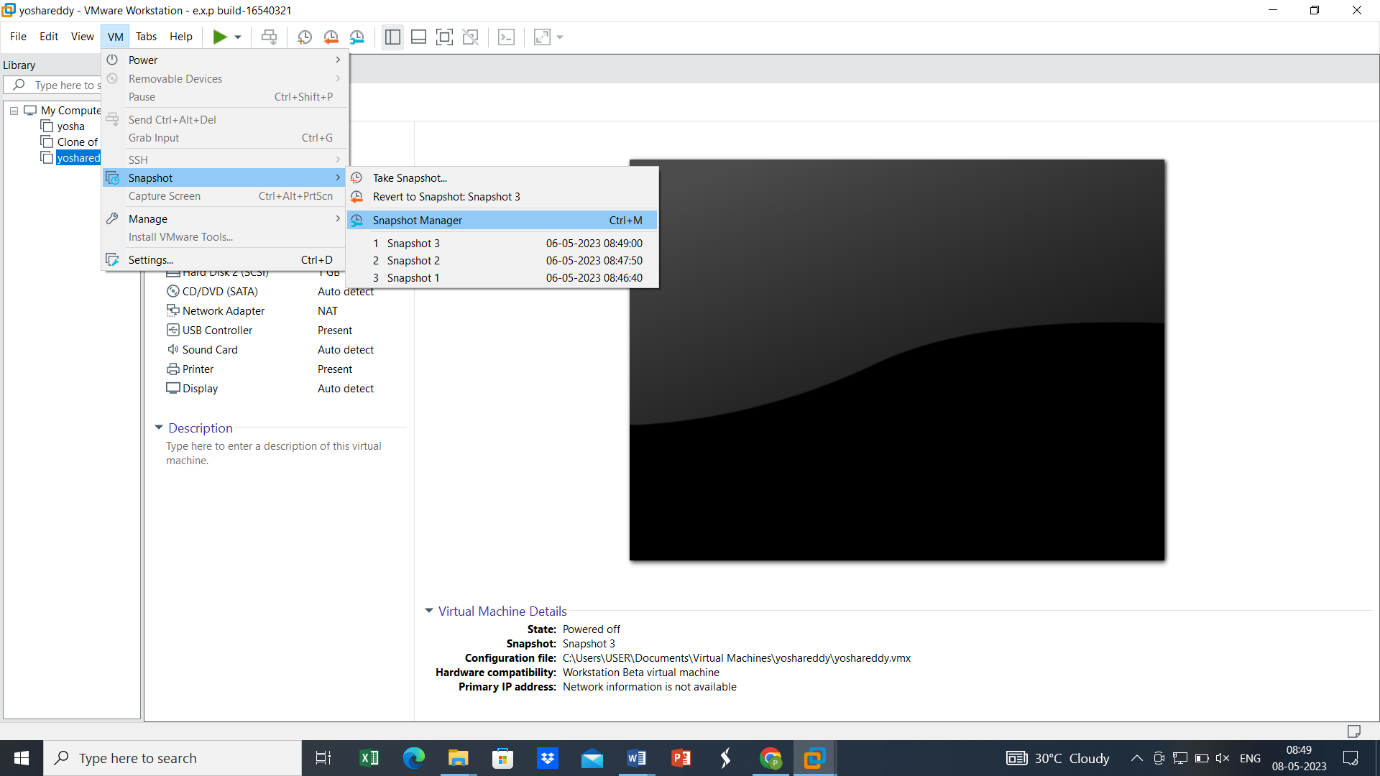 yoshareddy - VMware Workstation - e.x.p build-16540321
File Edit View VM Tabs Help
Library
Type here to s
My Compute
yosha
Clone of
yoshared
Power
Removable Devices
Pause Ctrl+Shift+P
Send Ctrl+Alt+Del
Grab Input Ctrl+G
SSH
Snapshot
Capture Screen Ctrl+Alt+PrtScn
Manage
Install VMware Tools...
Settings... Ctrl+D
Take Snapshot...
Revert to Snapshot: Snapshot 3
Snapshot Manager Ctrl+M
1 Snapshot 3 06-05-2023 08:49:00
2 Snapshot 2 06-05-2023 08:47:50
3 Snapshot 1 06-05-2023 08:46:40
Hard Disk 2 (SCSI) 1 GB
CD/DVD (SATA) Auto detect
Network Adapter NAT
USB Controller Present
Sound Card Auto detect
Printer Present
Display Auto detect
Description
Type here to enter a description of this virtual
machine.
Virtual Machine Details
State: Powered off
Snapshot: Snapshot 3
Configuration file: C:\Users\USER\Documents\Virtual Machines\yoshareddy\yoshareddy.vmx
Hardware compatibility: Workstation Beta virtual machine
Primary IP address: Network information is not available
Type here to search
30°C Cloudy
ENG
08:49
08-05-2023